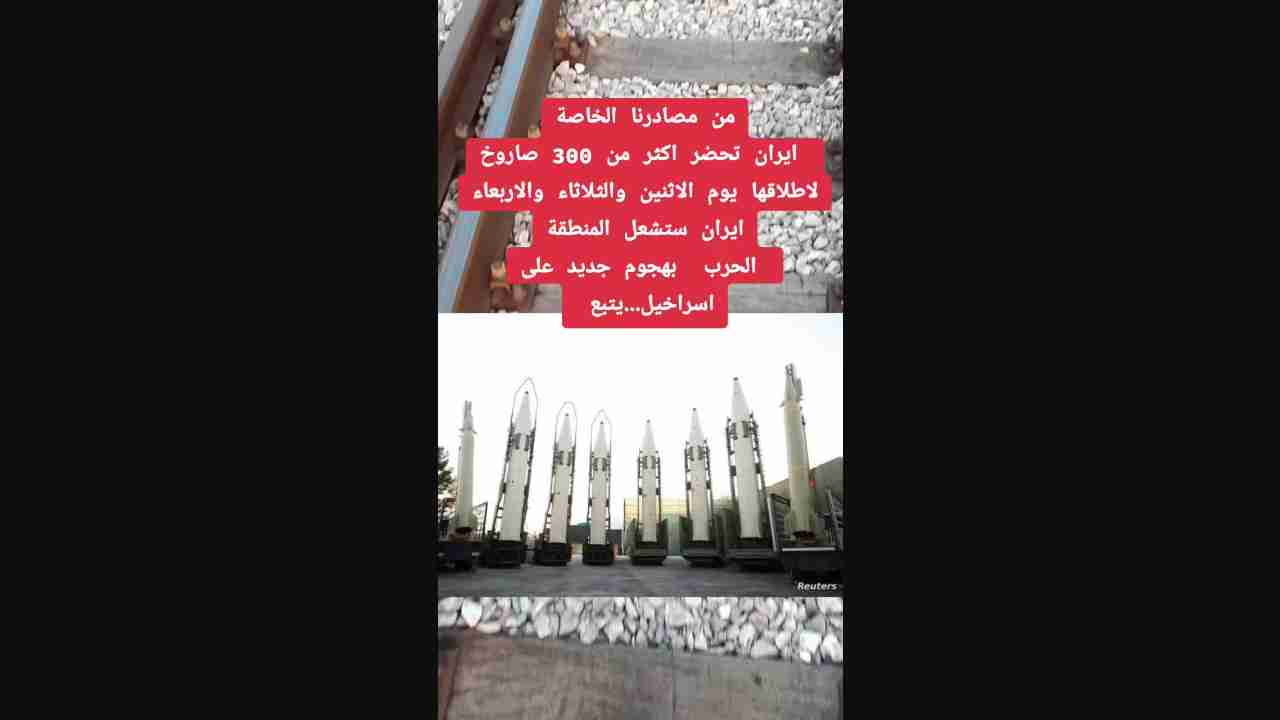 من مصادرنا الخاصة
ايران تحضر اكثر من 300 صاروخ
لاطلاقها يوم الاثنين والثلاثاء والاربعاء
ايران ستشعل المنطقة
الحرب بهجوم جديد على
اسراخيل...يتبع
Reuters